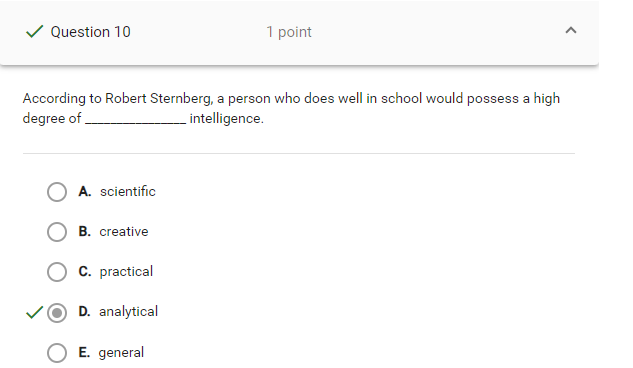 Question 10 1 point
According to Robert Sternberg, a person who does well in school would possess a high
degree of ________________ intelligence.
A. scientific
B. creative
C. practical
D. analytical
E. general